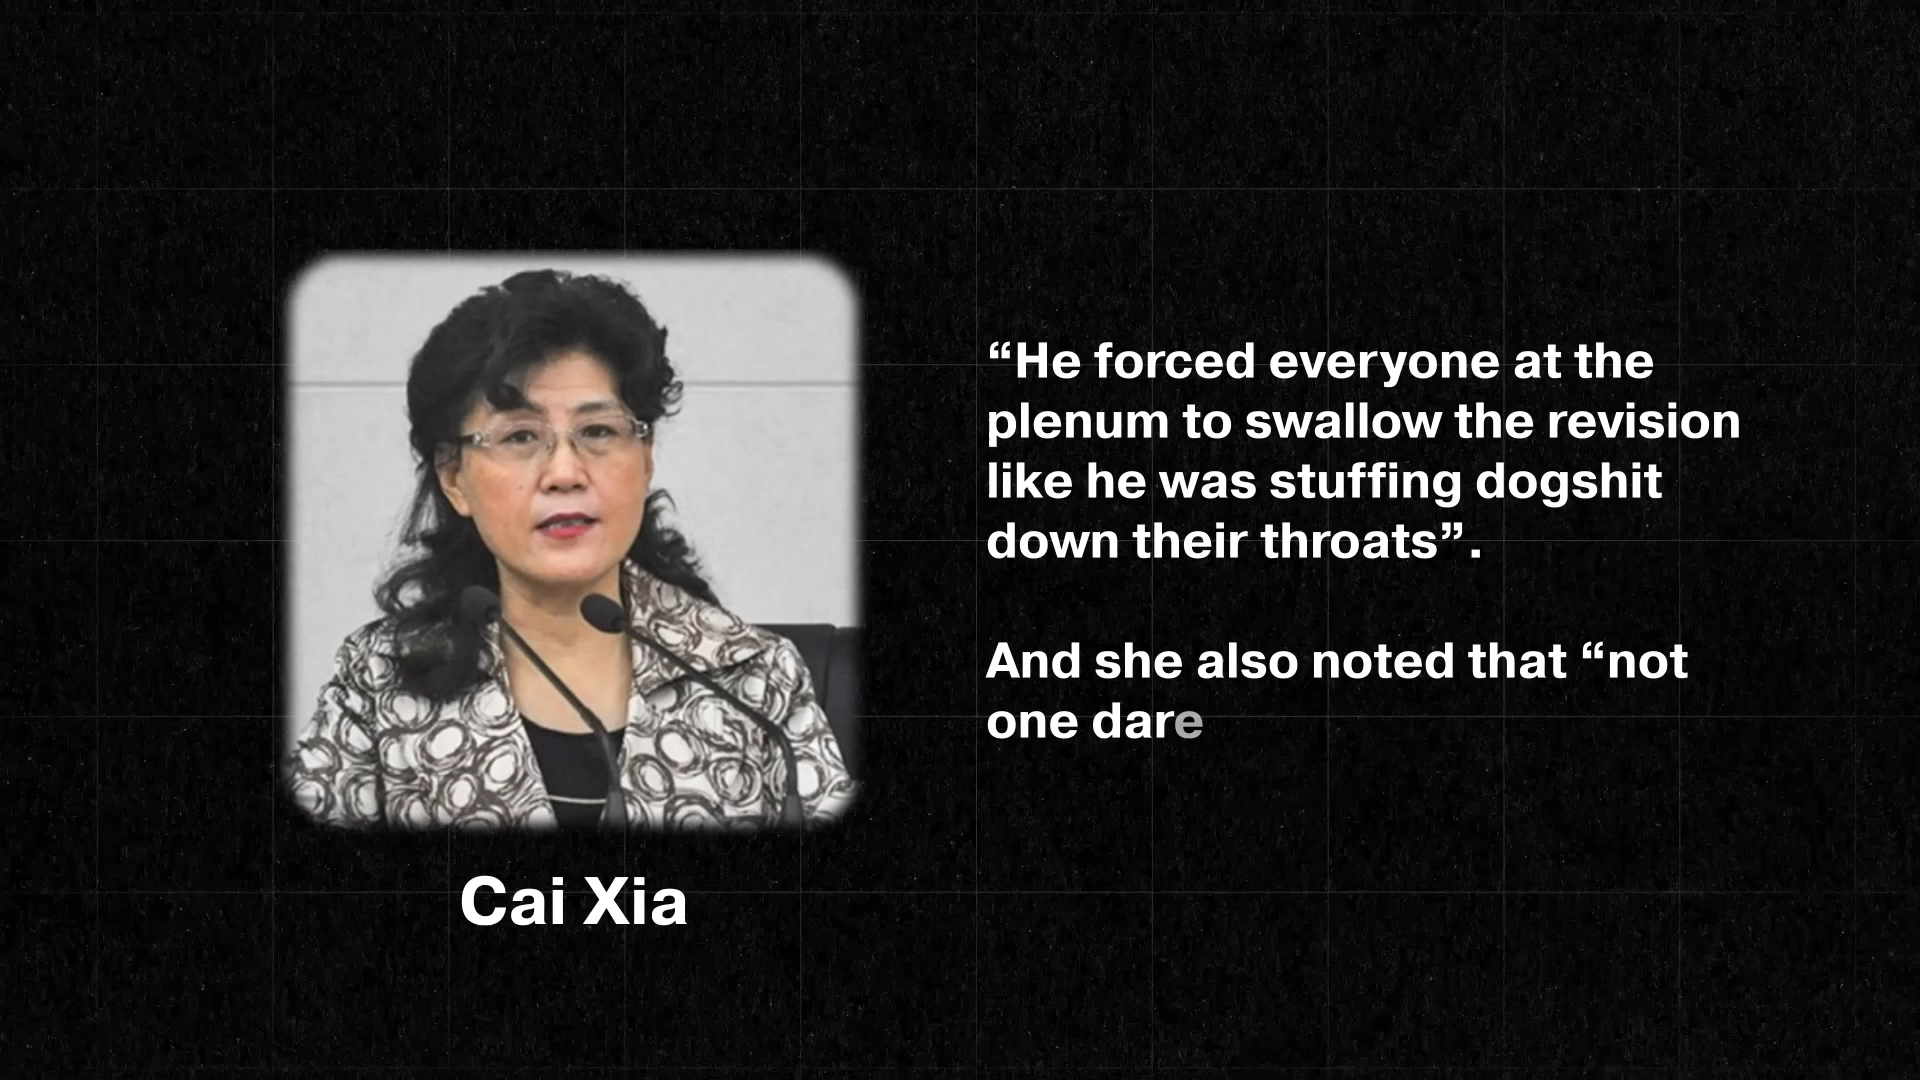 “He forced everyone at the
plenum to swallow the revision
like he was stuffing dogshit
down their throats”.
And she also noted that “not
one dare
Cai Xia